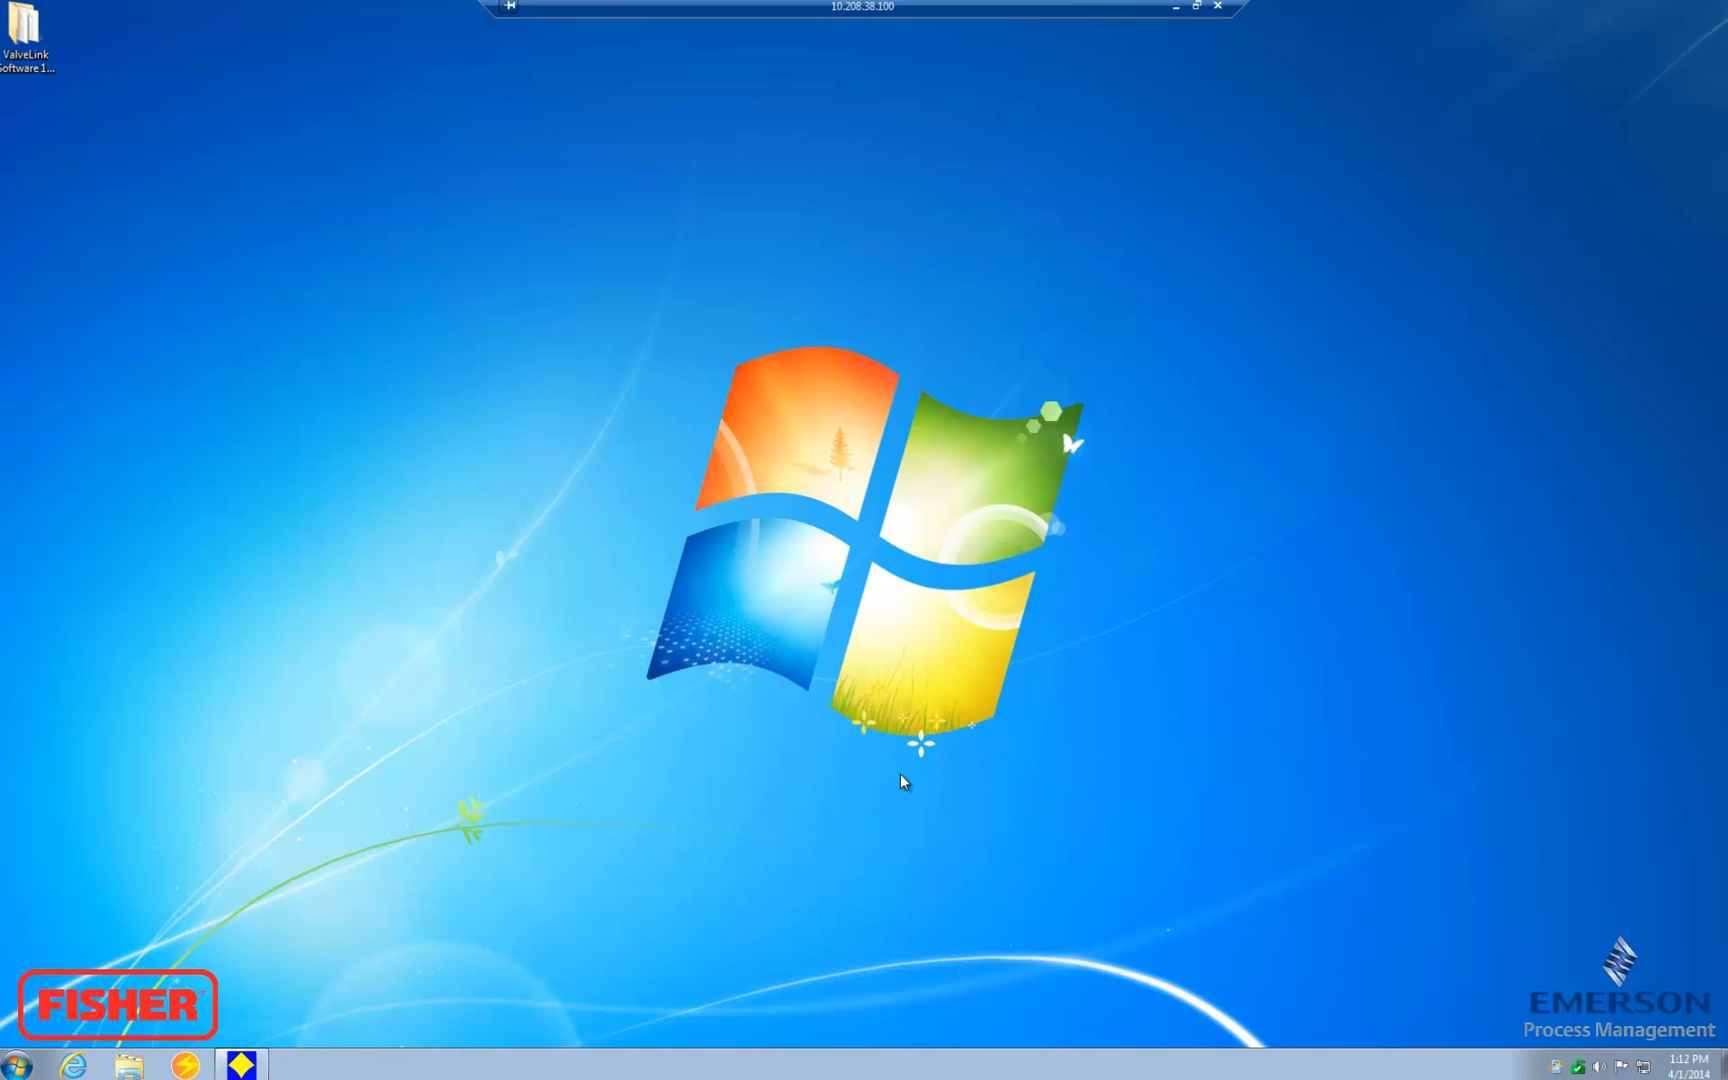 10.208.38.100
ValveLink
Software 1...
FISHER
EMERSON
Process Management
1:12 PM
4/1/2014